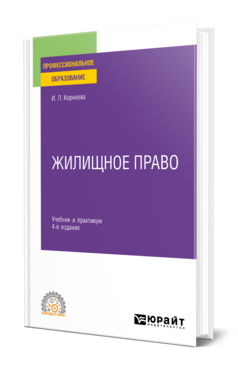 ПРОФЕССИОНАЛЬНОЕ
ОБРАЗОВАНИЕ
И. П. Корнеева
ЖИЛИЩНОЕ ПРАВО
Учебник и практикум
4-е издание
ЮРАЙТ